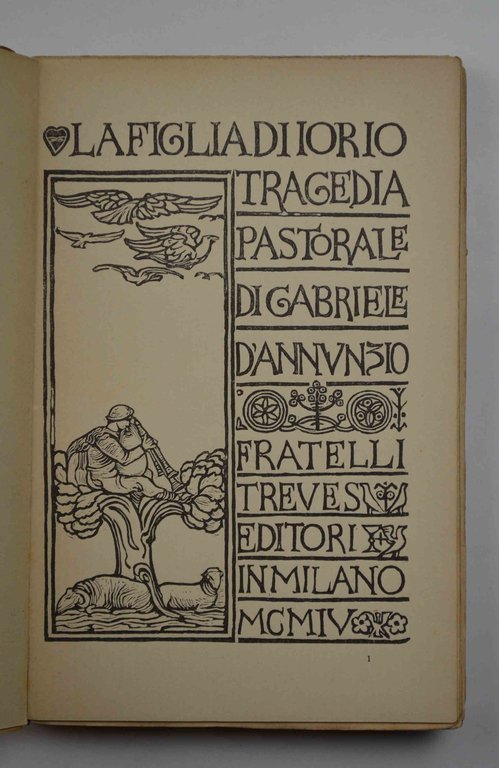 LA FIGLIA DI IORIO
TRAGEDIA
PASTORALE
DI GABRIELE
D'ANNVNZIO
FRATELLI
TREVES
EDITORI
IN MILANO
MCMIV
1